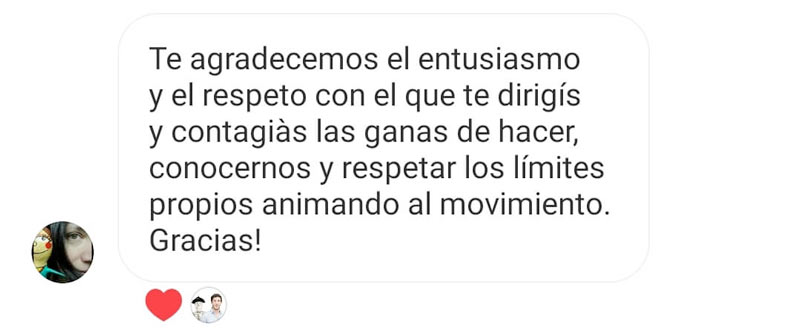 Te agradecemos el entusiasmo
y el respeto con el que te dirigís
y contagiàs las ganas de hacer,
conocernos y respetar los límites
propios animando al movimiento.
Gracias!